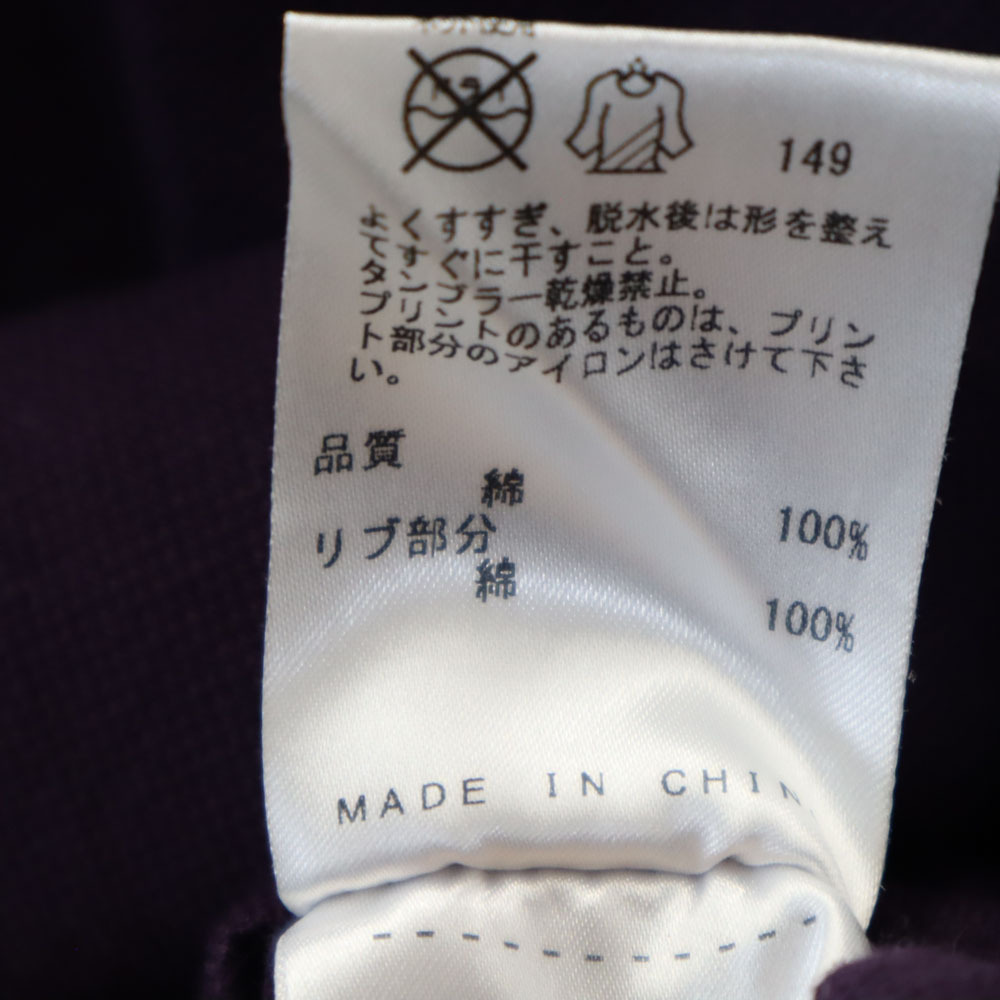 149
よくすすぎ、脱水後は形を整え
てすぐに干すこと。
タンブラー乾燥禁止。
プリントのあるものは、プリン
ト部分のアイロンはさけて下さ
い。
品質
綿 100%
リブ部分
綿 100%
MADE IN CHIN